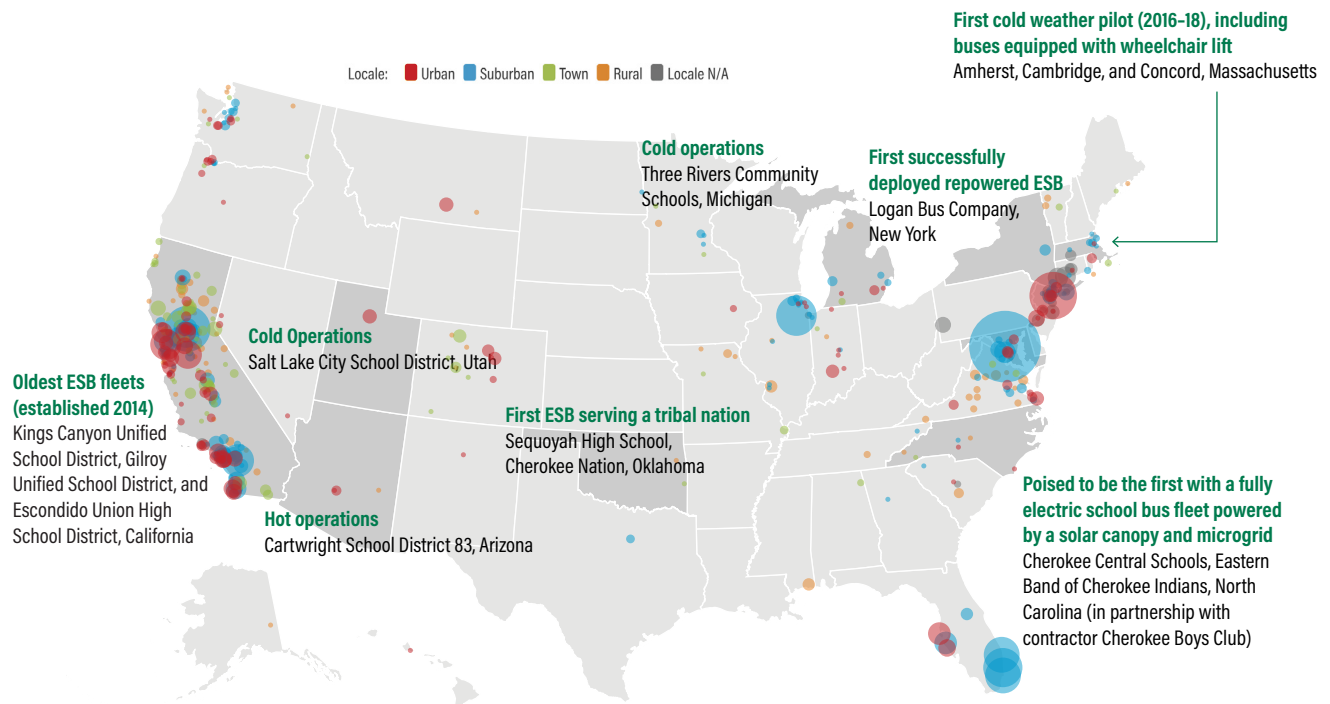 First cold weather pilot (2016–18), including
buses equipped with wheelchair lift
Amherst, Cambridge, and Concord, Massachusetts
Locale: Urban Suburban Town Rural Locale N/A
Cold operations
Three Rivers Community
Schools, Michigan
First successfully
deployed repowered ESB
Logan Bus Company,
New York
Cold Operations
Salt Lake City School District, Utah
Oldest ESB fleets
(established 2014)
Kings Canyon Unified
School District, Gilroy
Unified School District, and
Escondido Union High
School District, California
First ESB serving a tribal nation
Sequoyah High School,
Cherokee Nation, Oklahoma
Hot operations
Cartwright School District 83, Arizona
Poised to be the first with a fully
electric school bus fleet powered
by a solar canopy and microgrid
Cherokee Central Schools, Eastern
Band of Cherokee Indians, North
Carolina (in partnership with
contractor Cherokee Boys Club)